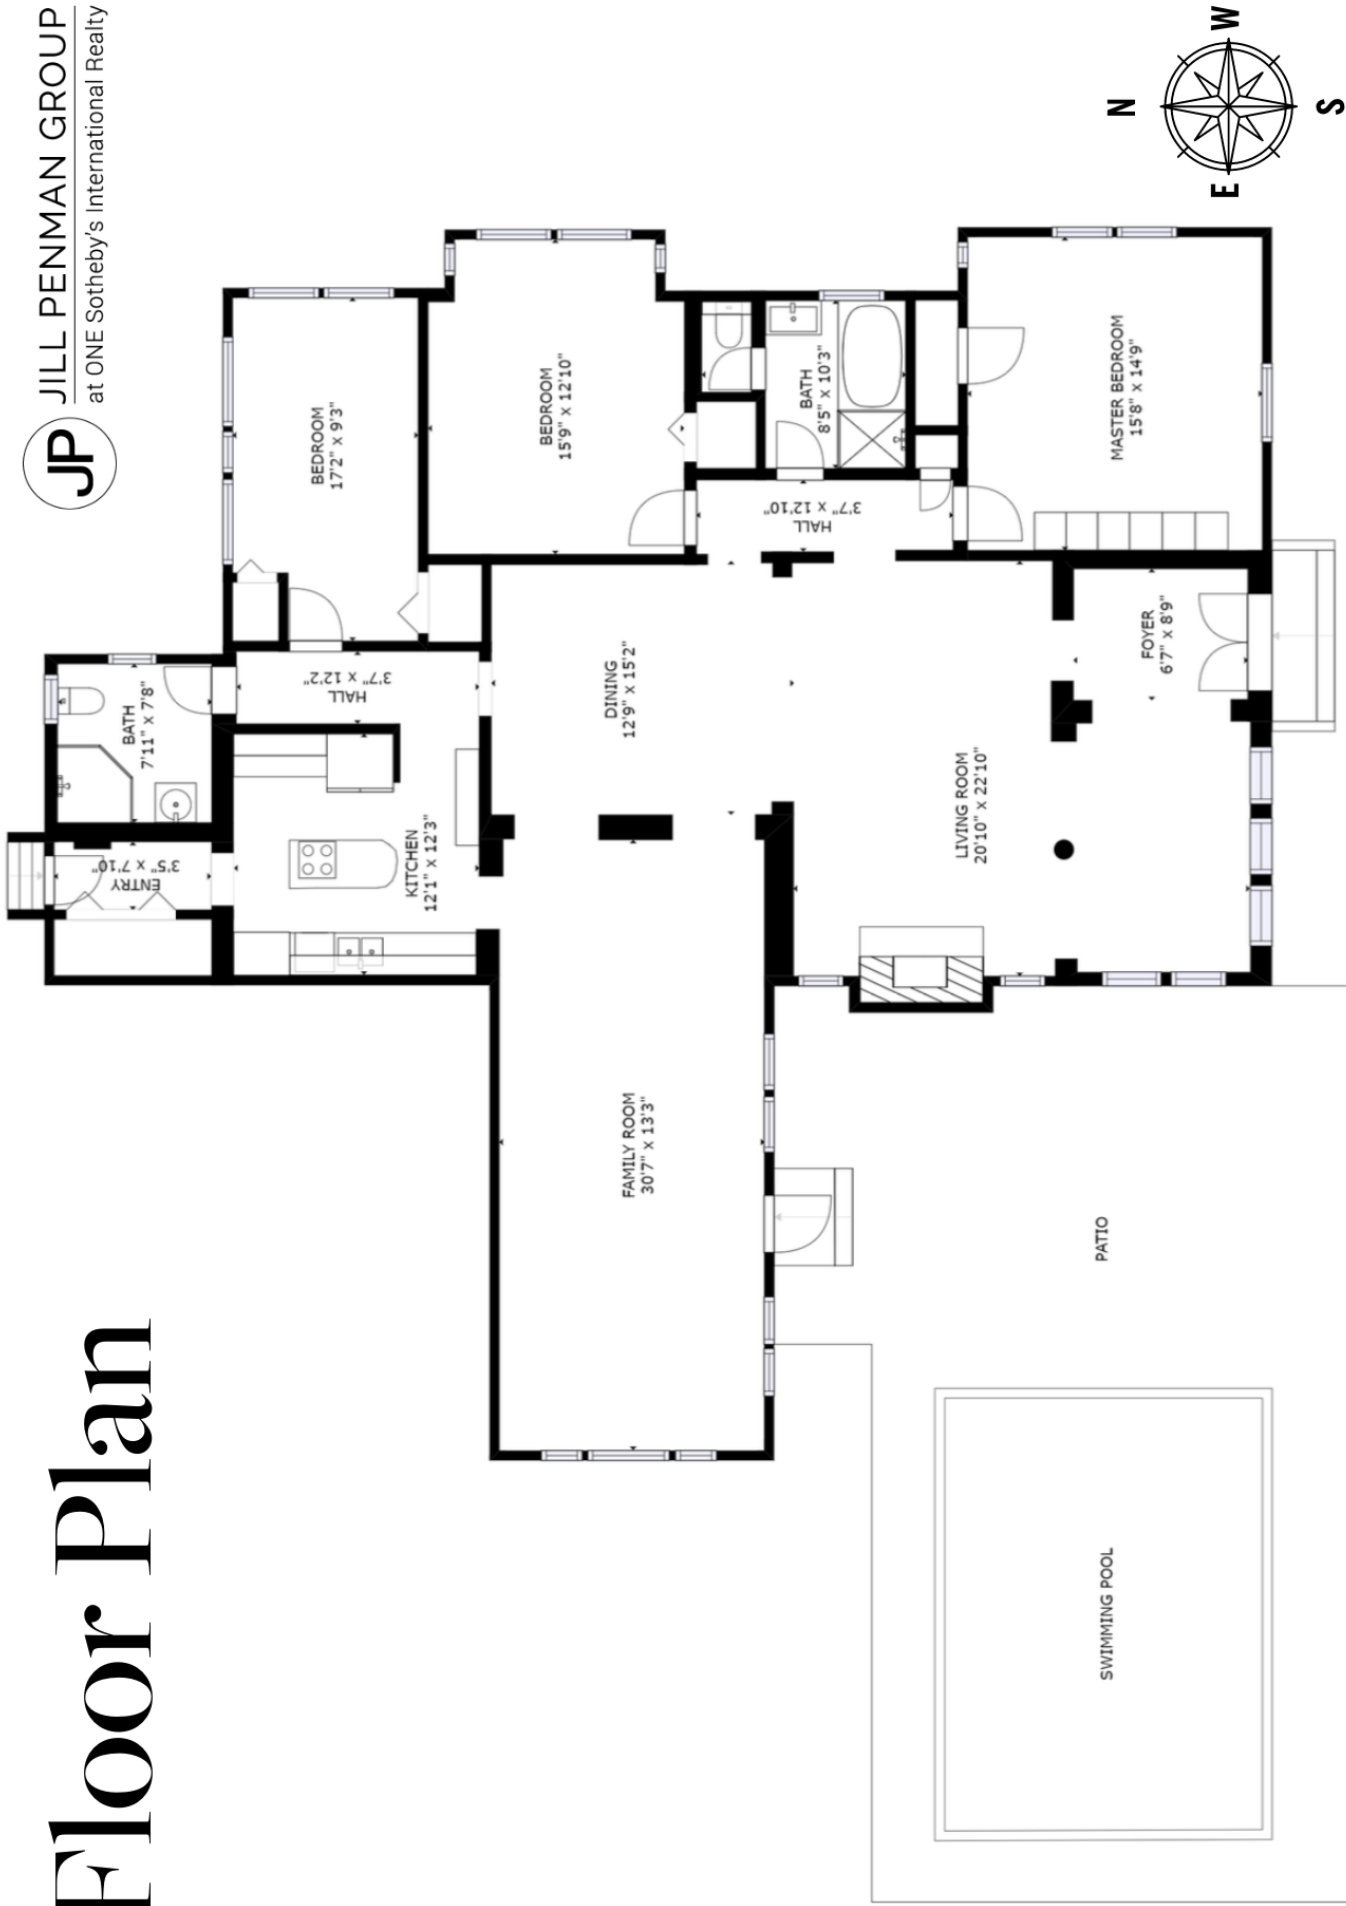 Floor Plan
JP
JILL PENMAN GROUP
at ONE Sotheby's International Realty
N
W
E
S
BATH
7'11" x 7'8"
ENTRY
3'5" x 7'10"
BEDROOM
17'2" x 9'3"
HALL
3'7" x 12'2"
KITCHEN
12'1" x 12'3"
BEDROOM
15'9" x 12'10"
DINING
12'9" x 15'2"
FAMILY ROOM
30'7" x 13'3"
BATH
8'5" x 10'3"
HALL
3'7" x 12'10"
LIVING ROOM
20'10" x 22'10"
MASTER BEDROOM
15'8" x 14'9"
FOYER
6'7" x 8'9"
PATIO
SWIMMING POOL